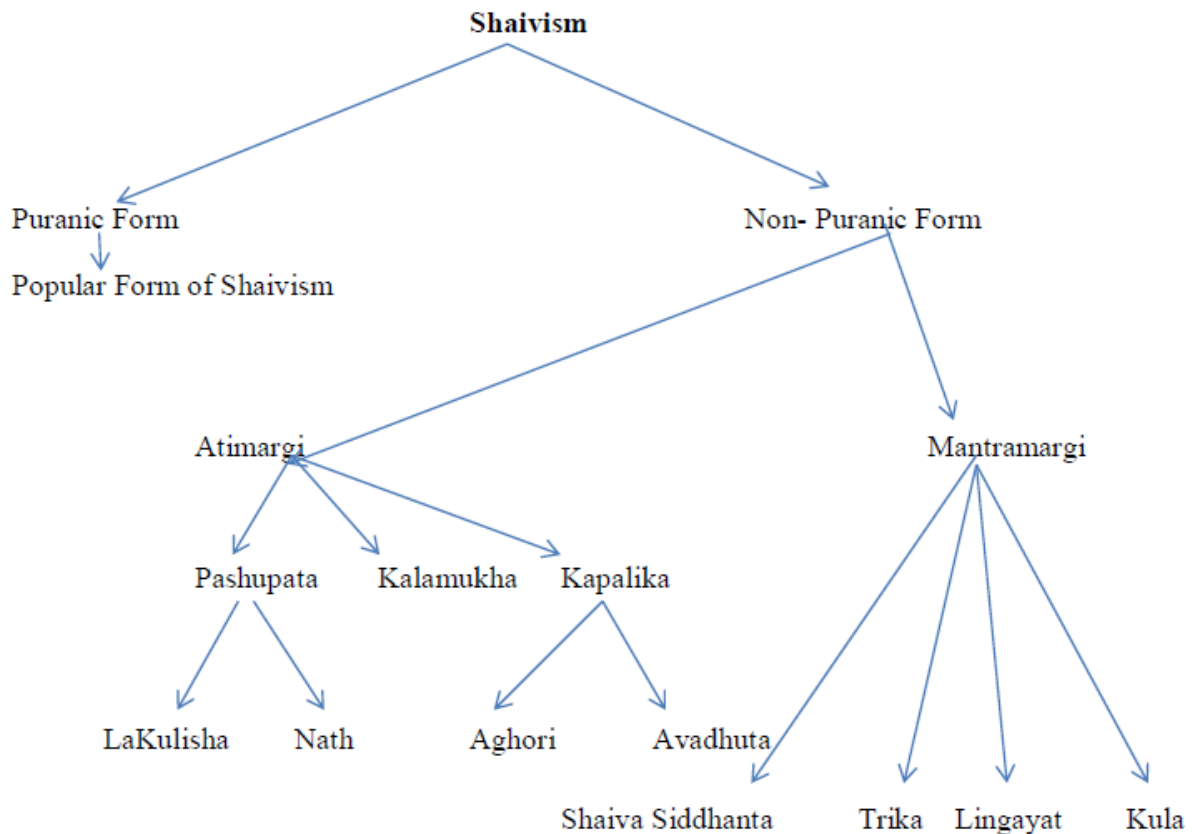 Shaivism
Puranic Form
Non- Puranic Form
Popular Form of Shaivism
Atimargi
Mantramargi
Pashupata
Kalamukha
Kapalika
LaKulisha
Nath
Aghori
Avadhuta
Shaiva Siddhanta
Trika
Lingayat
Kula